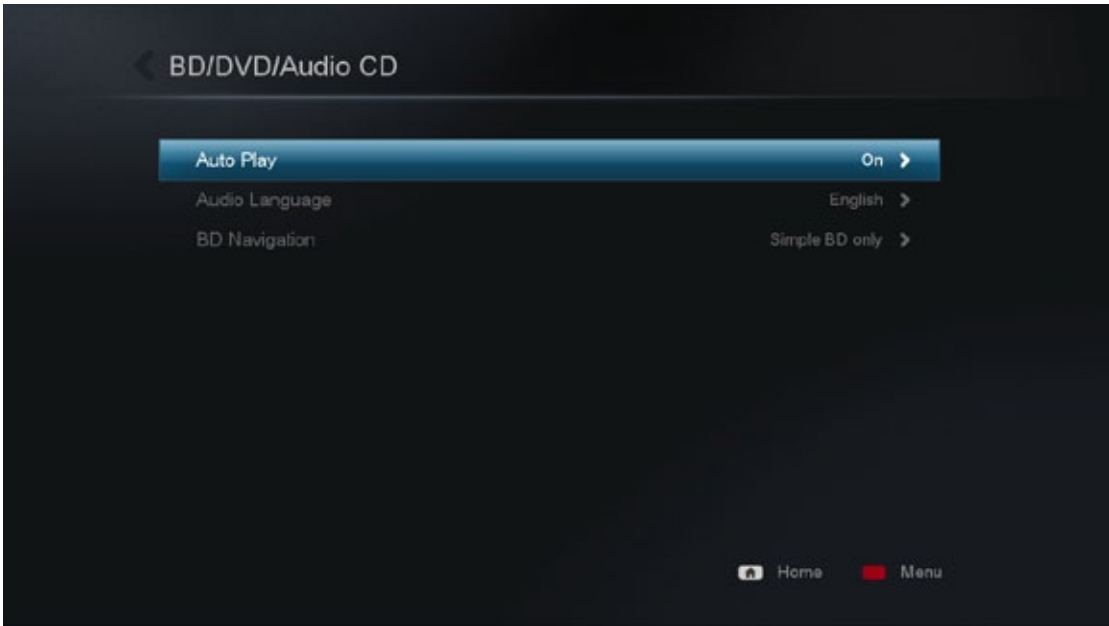 BD/DVD/Audio CD
Auto Play On
Audio Language English
BD Navigation Simple BD only
Home Menu